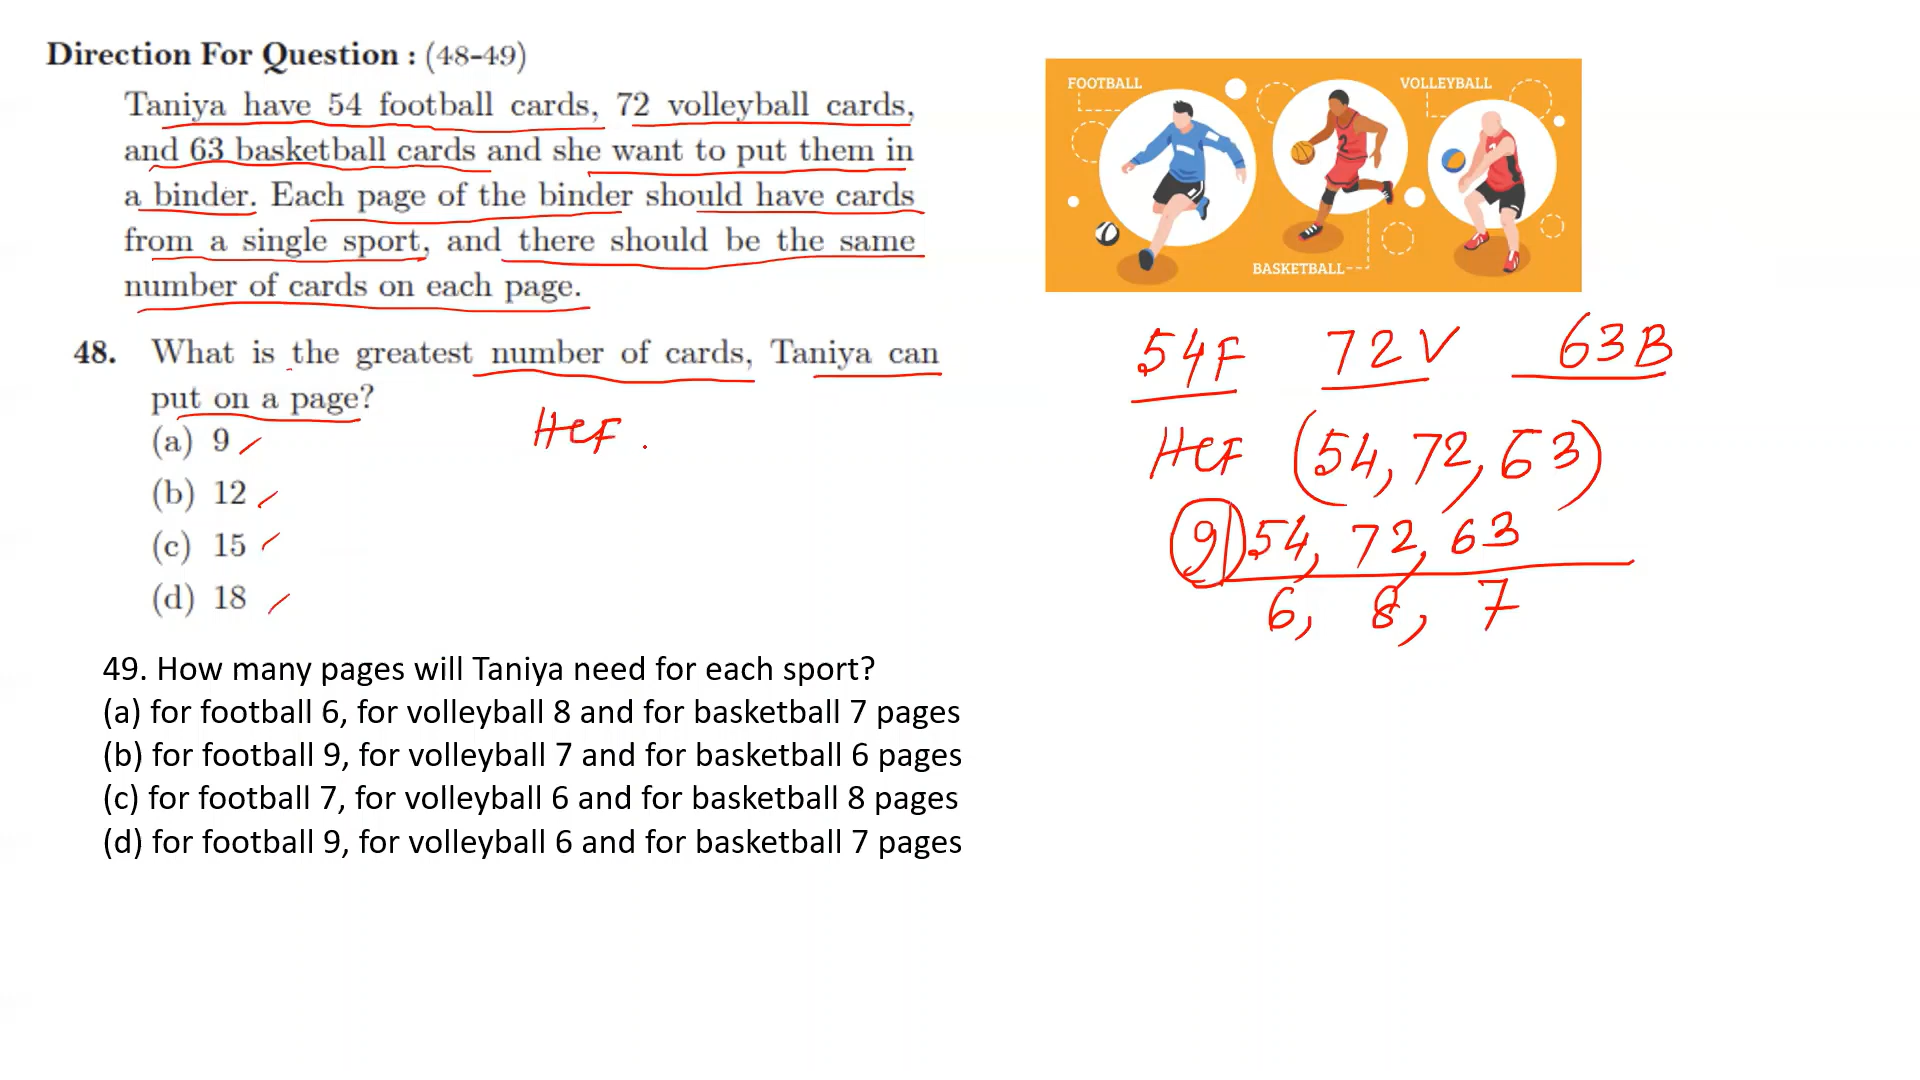 Direction For Question : (48-49)
Taniya have 54 football cards, 72 volleyball cards,
and 63 basketball cards and she want to put them in
a binder. Each page of the binder should have cards
from a single sport, and there should be the same
number of cards on each page.
48. What is the greatest number of cards, Taniya can
put on a page?
(a) 9
(b) 12
(c) 15
(d) 18
HCF .
49. How many pages will Taniya need for each sport?
(a) for football 6, for volleyball 8 and for basketball 7 pages
(b) for football 9, for volleyball 7 and for basketball 6 pages
(c) for football 7, for volleyball 6 and for basketball 8 pages
(d) for football 9, for volleyball 6 and for basketball 7 pages
FOOTBALL
VOLLEYBALL
2
BASKETBALL
54F 72V 63B
HCF (54, 72, 63)
9) 54, 72, 63
6, 8, 7